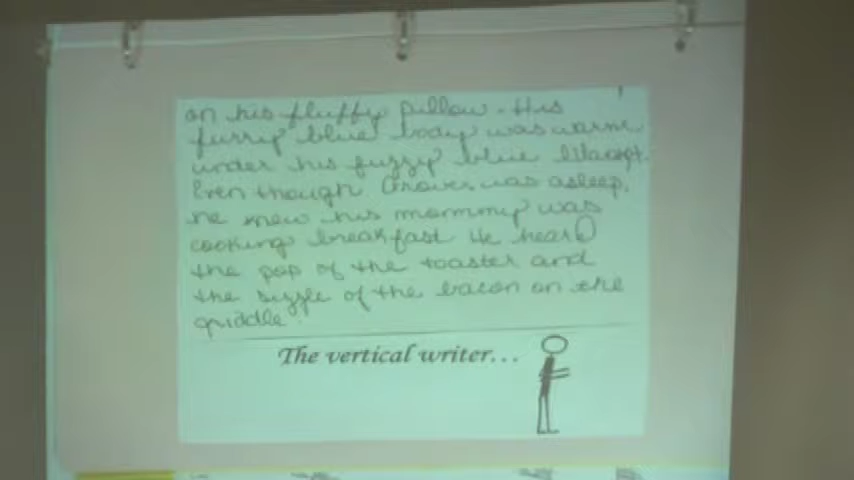 on his fluffy pillow. His
furry blue body was warm
under his fuzzy blue blanket.
Even though Grover was asleep,
he knew his mommy was
cooking breakfast He heard
the pop of the toaster and
the sizzle of the bacon on the
griddle.
The vertical writer...